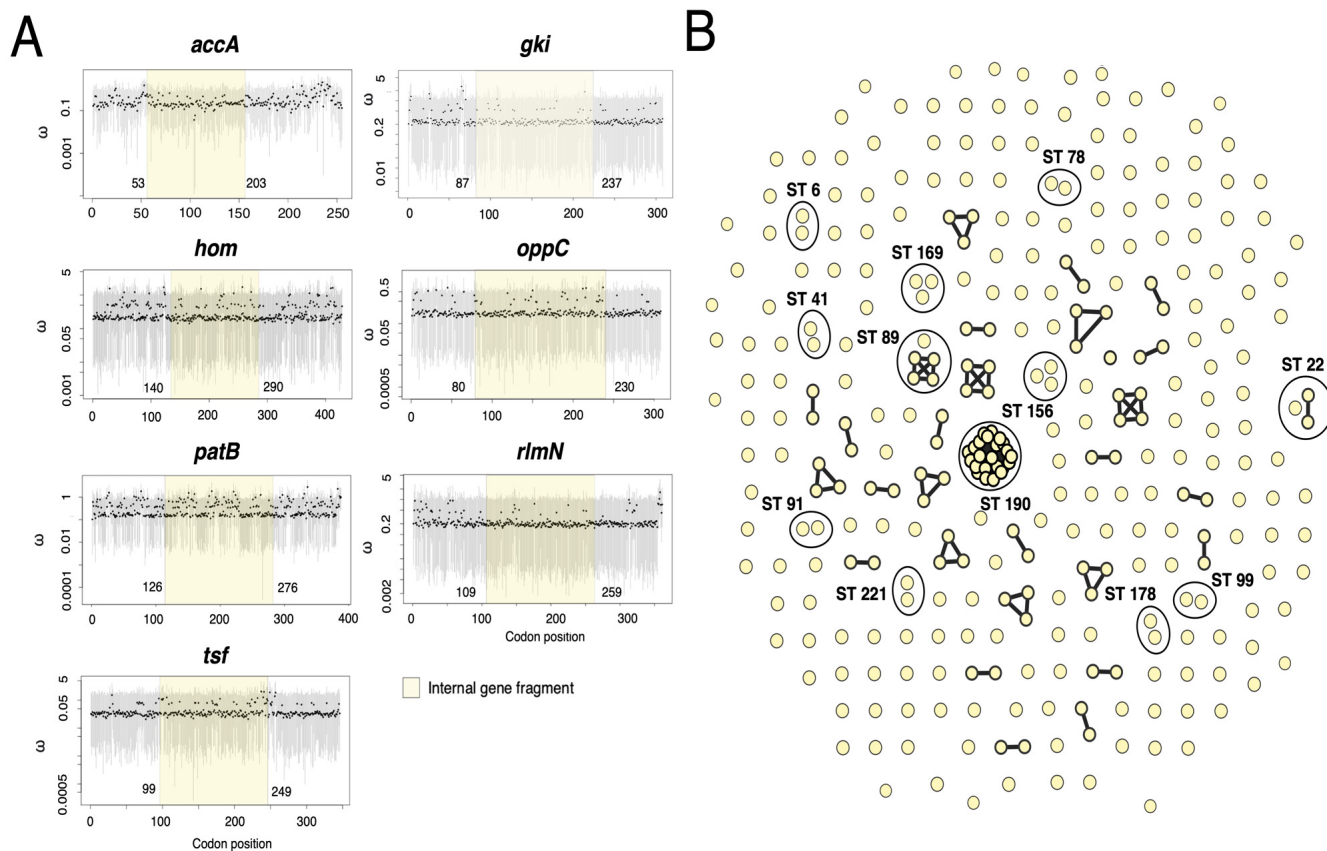 A
B
accA
gki
ω
0.1
0.001
53
203
0 50 100 150 200 250
ω
5
0.2
0.01
87
237
0 100 200 300
hom
oppC
ω
5
0.05
0.001
140
290
0 100 200 300 400
ω
0.5
0.05
0.0005
80
230
0 100 200 300
patB
rlmN
ω
1
0.01
0.0001
126
276
0 100 200 300 400
ω
5
0.2
0.002
109
259
0 100 200 300
Codon position
tsf
ω
5
0.05
0.0005
99
249
0 100 200 300
Codon position
Internal gene fragment
ST 78
ST 6
ST 169
ST 41
ST 89
ST 22
ST 156
ST 91
ST 190
ST 221
ST 178
ST 99